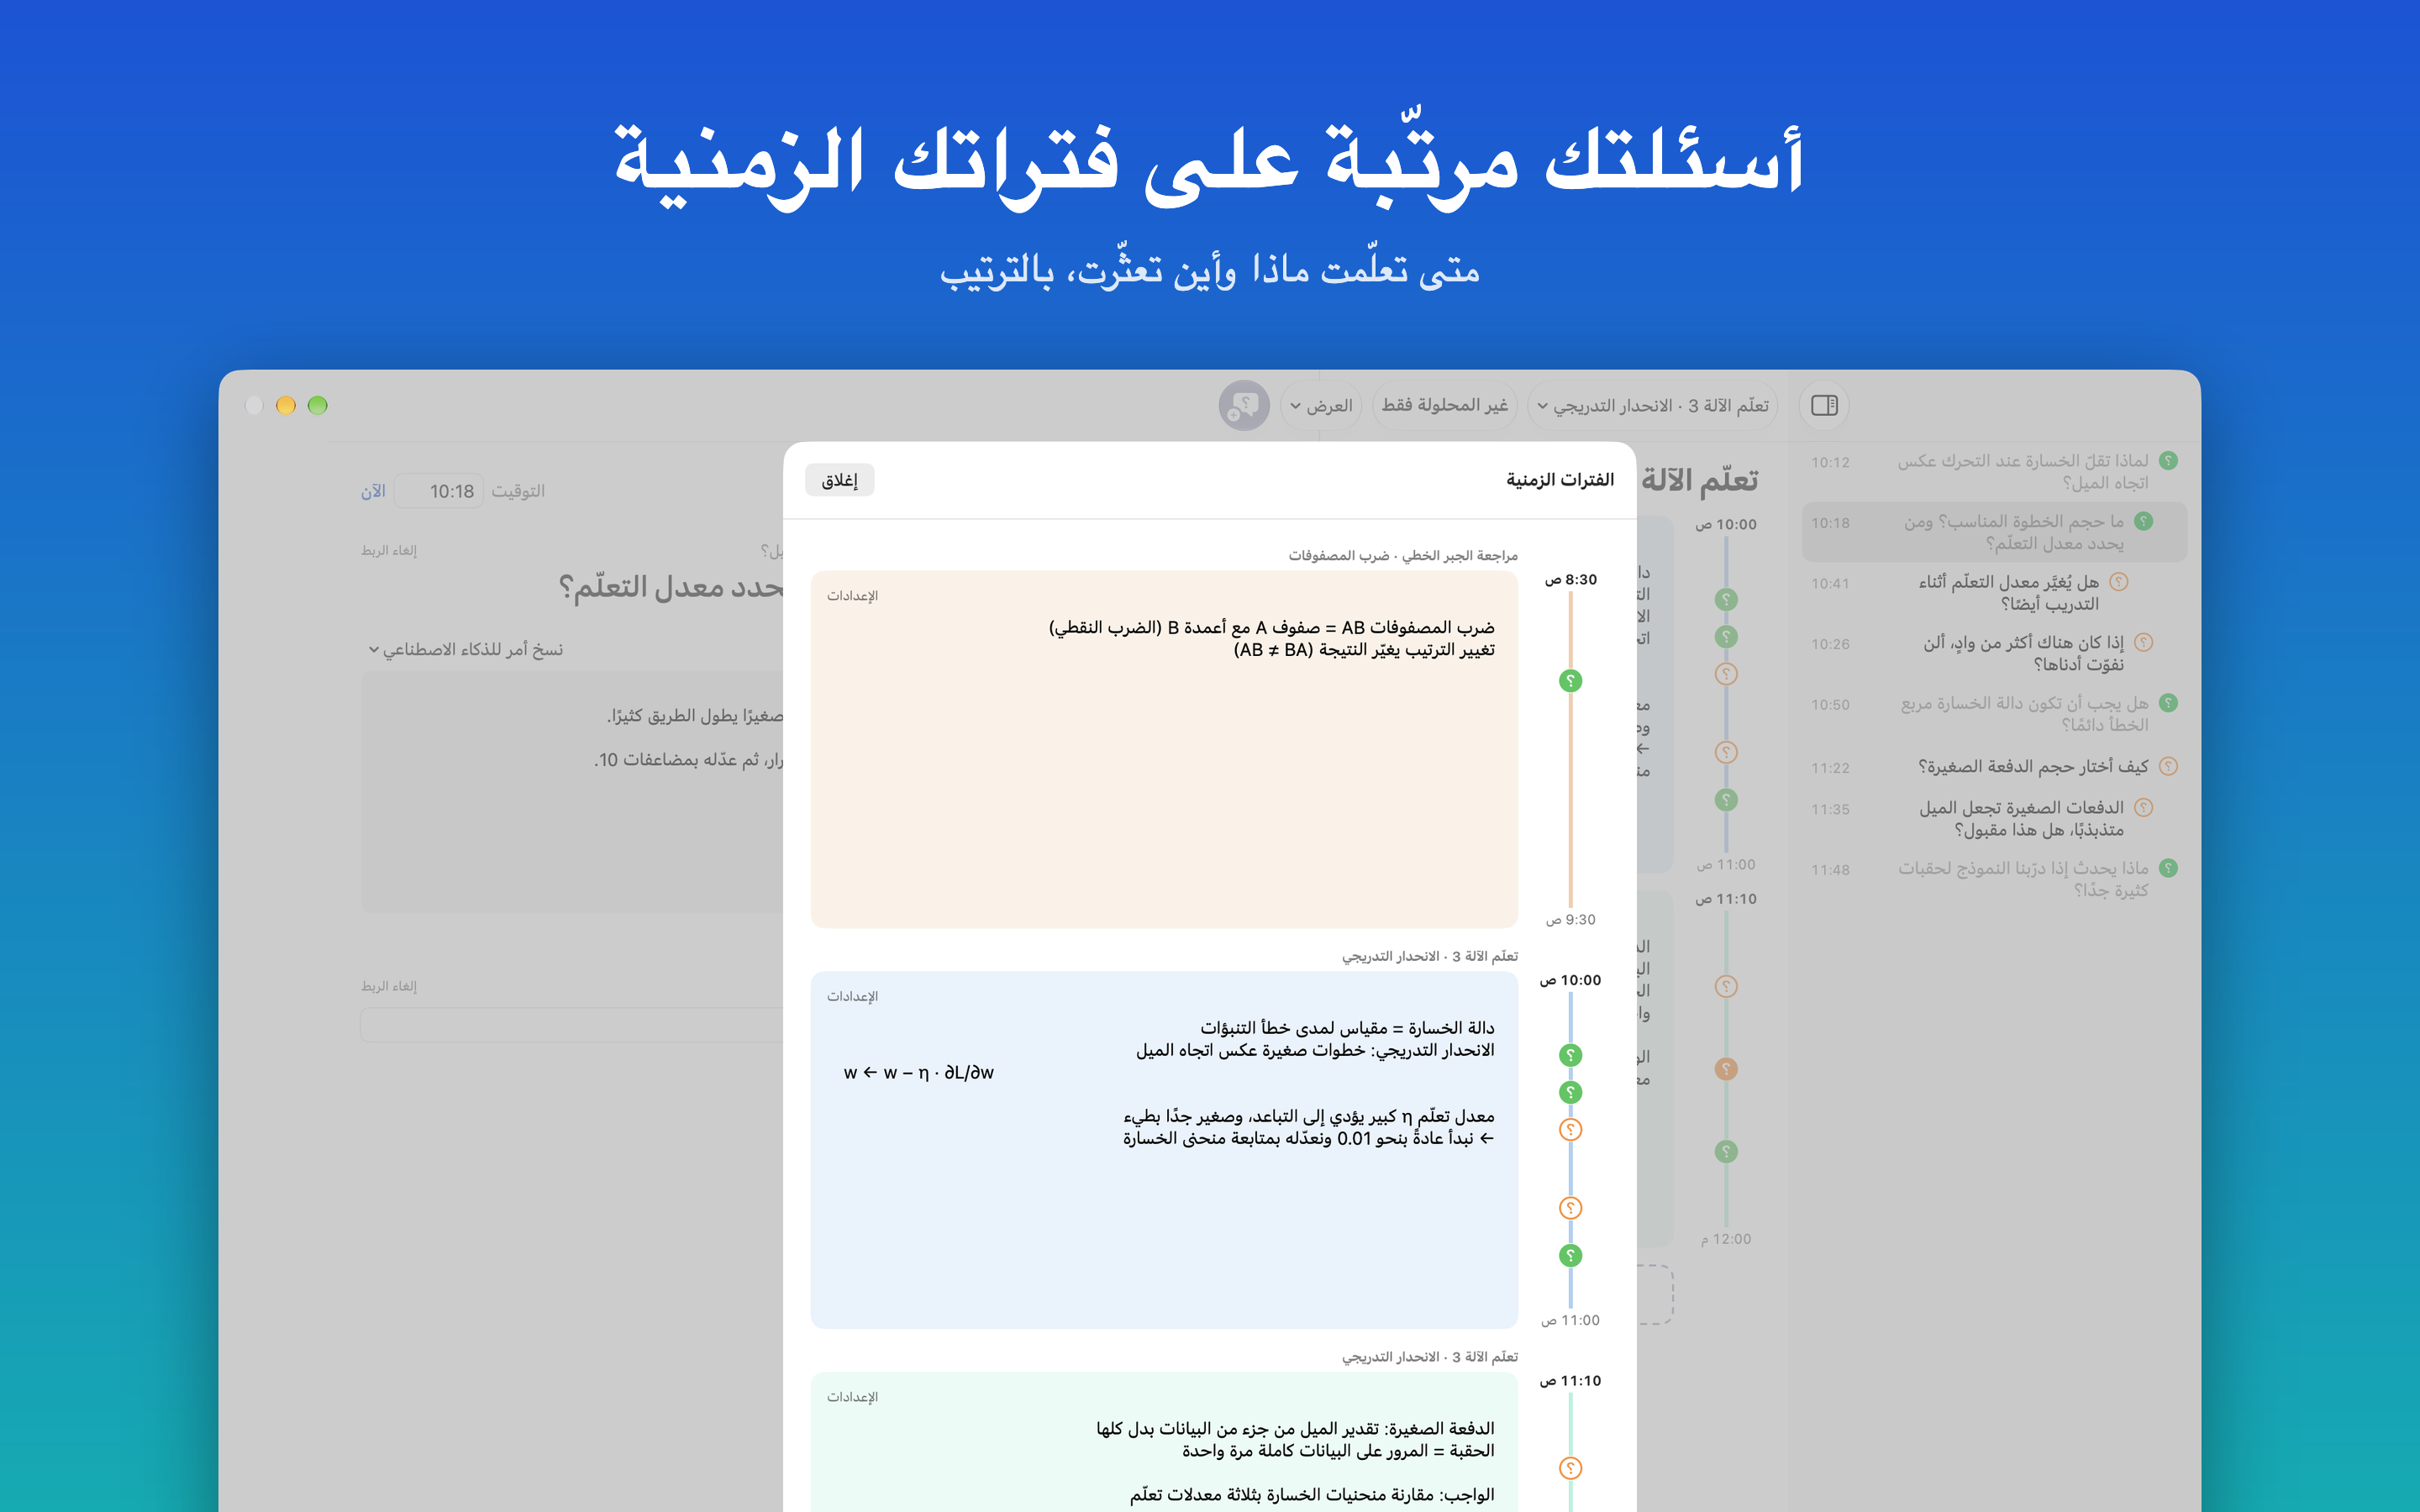 أسئلتك مرتّبة على فتراتك الزمنية
متى تعلّمت ماذا وأين تعثّرت، بالترتيب
تعلّم الآلة 3 · الانحدار التدريجي
غير المحلولة فقط
العرض
لماذا تقلّ الخسارة عند التحرك عكس
اتجاه الميل؟
10:12
ما حجم الخطوة المناسب؟ ومن
يحدد معدل التعلّم؟
10:18
هل يُغيَّر معدل التعلّم أثناء
التدريب أيضًا؟
10:41
إذا كان هناك أكثر من وادٍ، ألن
نفوّت أدناها؟
10:26
هل يجب أن تكون دالة الخسارة مربع
الخطأ دائمًا؟
10:50
كيف أختار حجم الدفعة الصغيرة؟
11:22
الدفعات الصغيرة تجعل الميل
متذبذبًا، هل هذا مقبول؟
11:35
ماذا يحدث إذا درّبنا النموذج لحقبات
كثيرة جدًا؟
11:48
تعلّم الآلة
10:00 ص
11:00 ص
11:10 ص
12:00 م
الفترات الزمنية
إغلاق
مراجعة الجبر الخطي · ضرب المصفوفات
8:30 ص
الإعدادات
ضرب المصفوفات AB = صفوف A مع أعمدة B (الضرب النقطي)
تغيير الترتيب يغيّر النتيجة (AB ≠ BA)
9:30 ص
تعلّم الآلة 3 · الانحدار التدريجي
10:00 ص
الإعدادات
دالة الخسارة = مقياس لمدى خطأ التنبؤات
الانحدار التدريجي: خطوات صغيرة عكس اتجاه الميل
w ← w − η · ∂L/∂w
معدل تعلّم η كبير يؤدي إلى التباعد، وصغير جدًا بطيء
← نبدأ عادةً بنحو 0.01 ونعدّله بمتابعة منحنى الخسارة
11:00 ص
تعلّم الآلة 3 · الانحدار التدريجي
11:10 ص
الإعدادات
الدفعة الصغيرة: تقدير الميل من جزء من البيانات بدل كلها
الحقبة = المرور على البيانات كاملة مرة واحدة
الواجب: مقارنة منحنيات الخسارة بثلاثة معدلات تعلّم
التوقيت
10:18
الآن
إلغاء الربط
يحدد معدل التعلّم؟
نسخ أمر للذكاء الاصطناعي
صغيرًا يطول الطريق كثيرًا.
ثم عدّله بمضاعفات 10.
إلغاء الربط